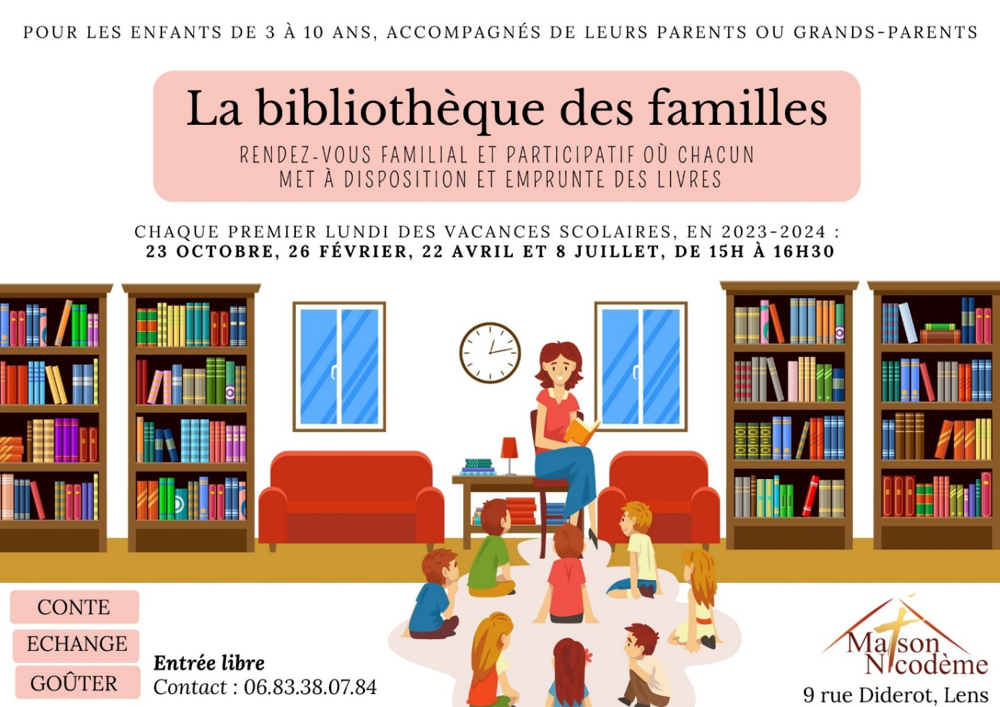 POUR LES ENFANTS DE 3 À 10 ANS, ACCOMPAGNÉS DE LEURS PARENTS OU GRANDS-PARENTS
La bibliothèque des familles
RENDEZ-VOUS FAMILIAL ET PARTICIPATIF OÙ CHACUN
MET À DISPOSITION ET EMPRUNTE DES LIVRES
CHAQUE PREMIER LUNDI DES VACANCES SCOLAIRES, EN 2023-2024 :
23 OCTOBRE, 26 FÉVRIER, 22 AVRIL ET 8 JUILLET, DE 15H À 16H30
CONTE
ECHANGE
GOÛTER
Entrée libre
Contact : 06.83.38.07.84
Maison
Nicodème
9 rue Diderot, Lens